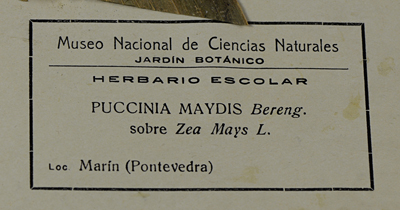 Museo Nacional de Ciencias Naturales
JARDÍN BOTÁNICO
HERBARIO ESCOLAR
PUCCINIA MAYDIS Bereng.
sobre Zea Mays L.
Loc. Marín (Pontevedra)